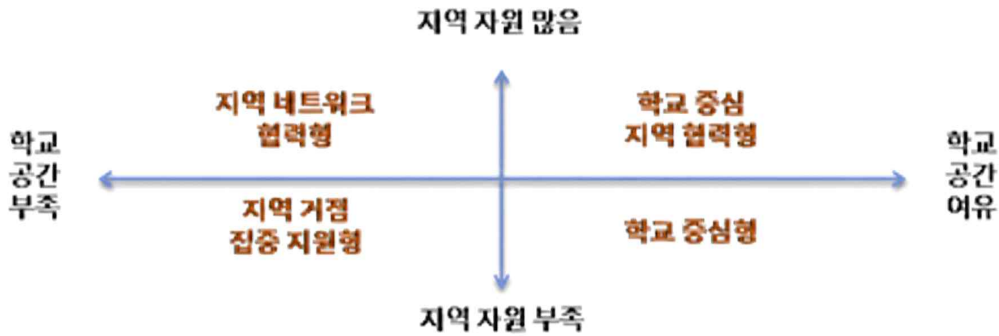 지역 자원 많음
지역 네트워크
협력형
학교 중심
지역 협력형
학교
공간
부족
학교
공간
여유
지역 거점
집중 지원형
학교 중심형
지역 자원 부족